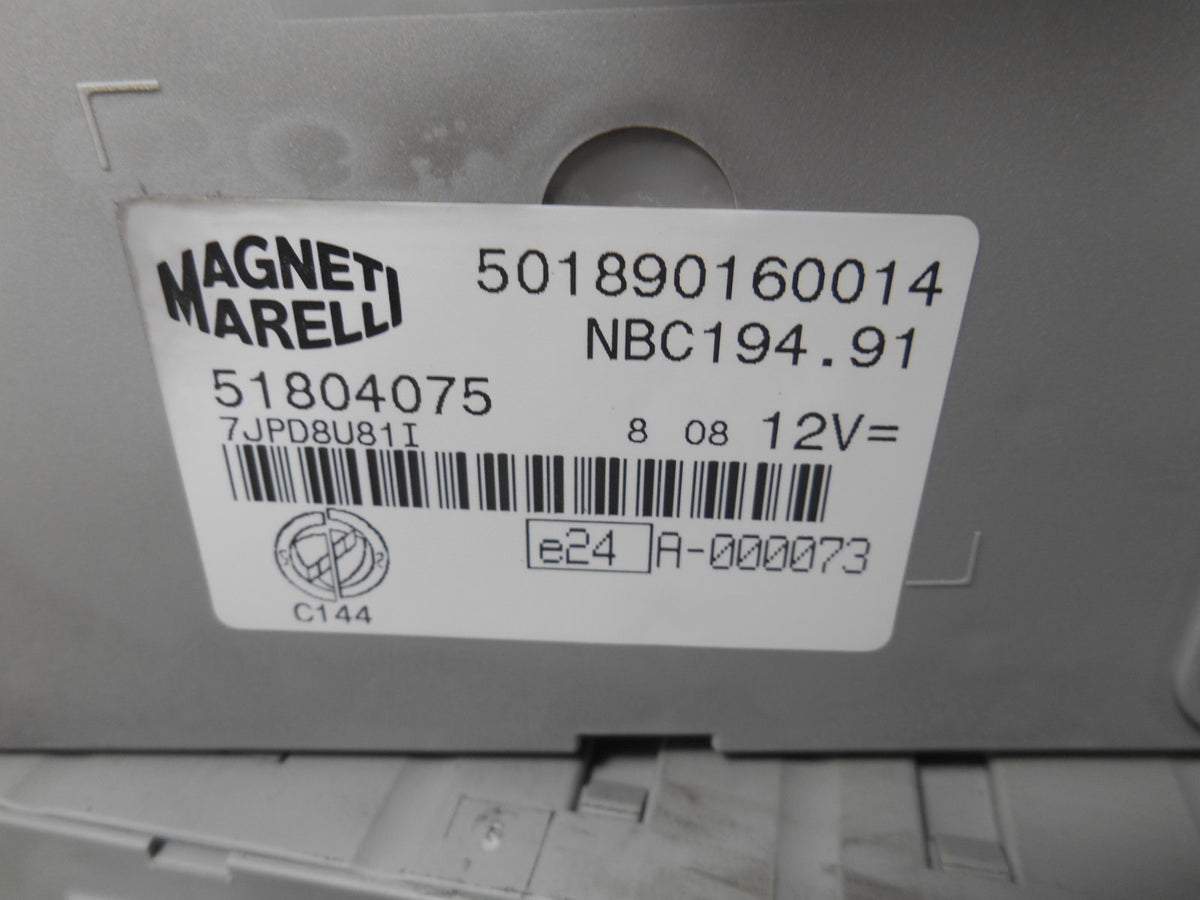 MAGNETI
MARELLI
501890160014
NBC194.91
51804075
7JPD8U81I
8 08 12V=
e24 A-000073
C144